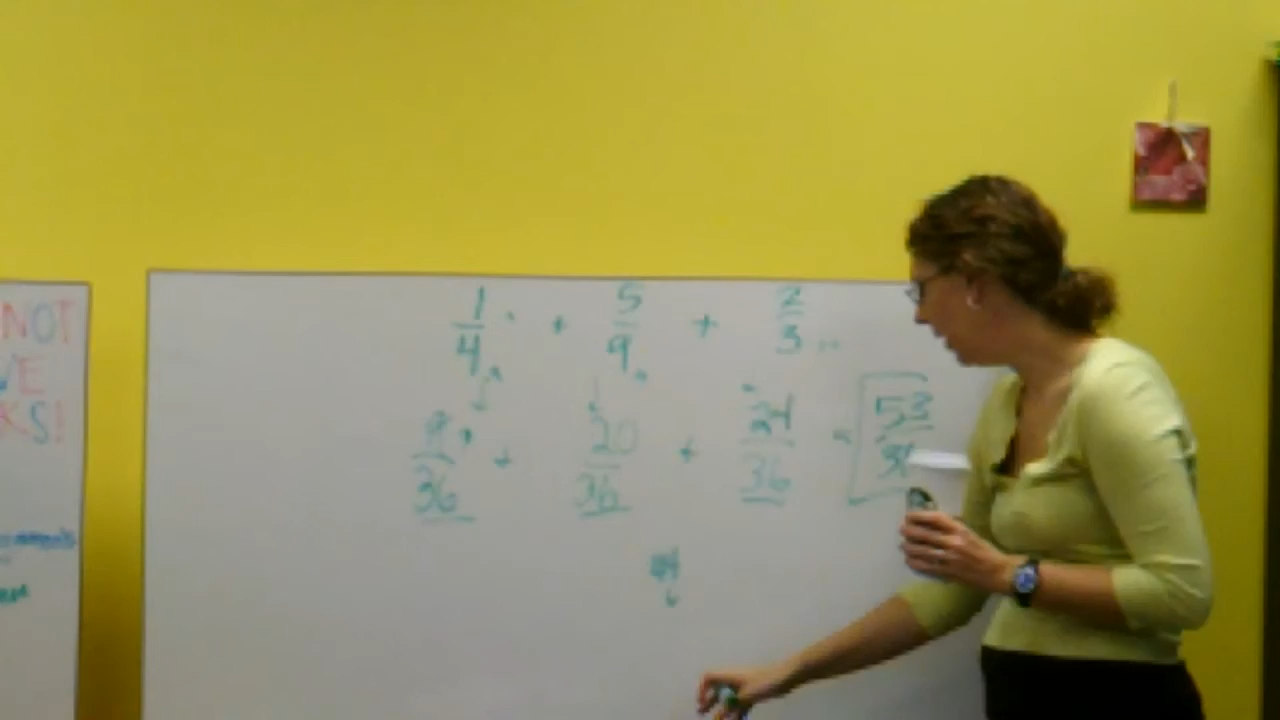 NOT
VE
KS!
1/4 + 5/9 + 2/3
9/36 + 20/36 + 24/36 = 53/36